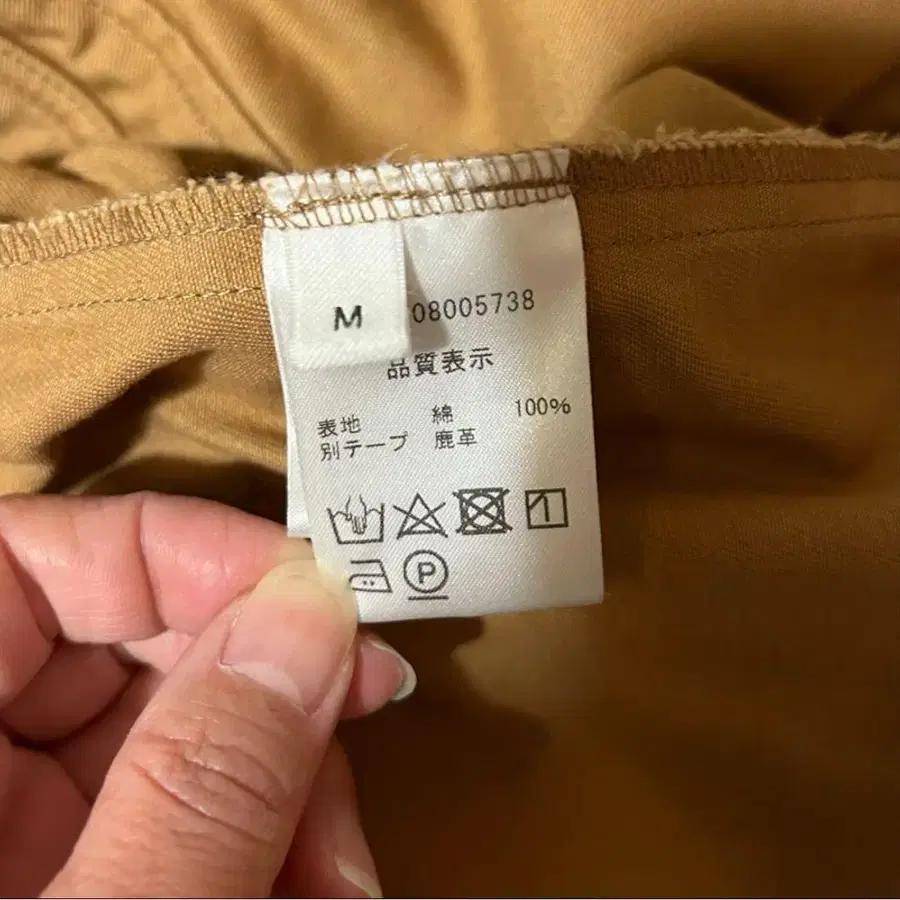 M
08005738
品質表示
表地 綿 100%
別テープ 鹿革
P